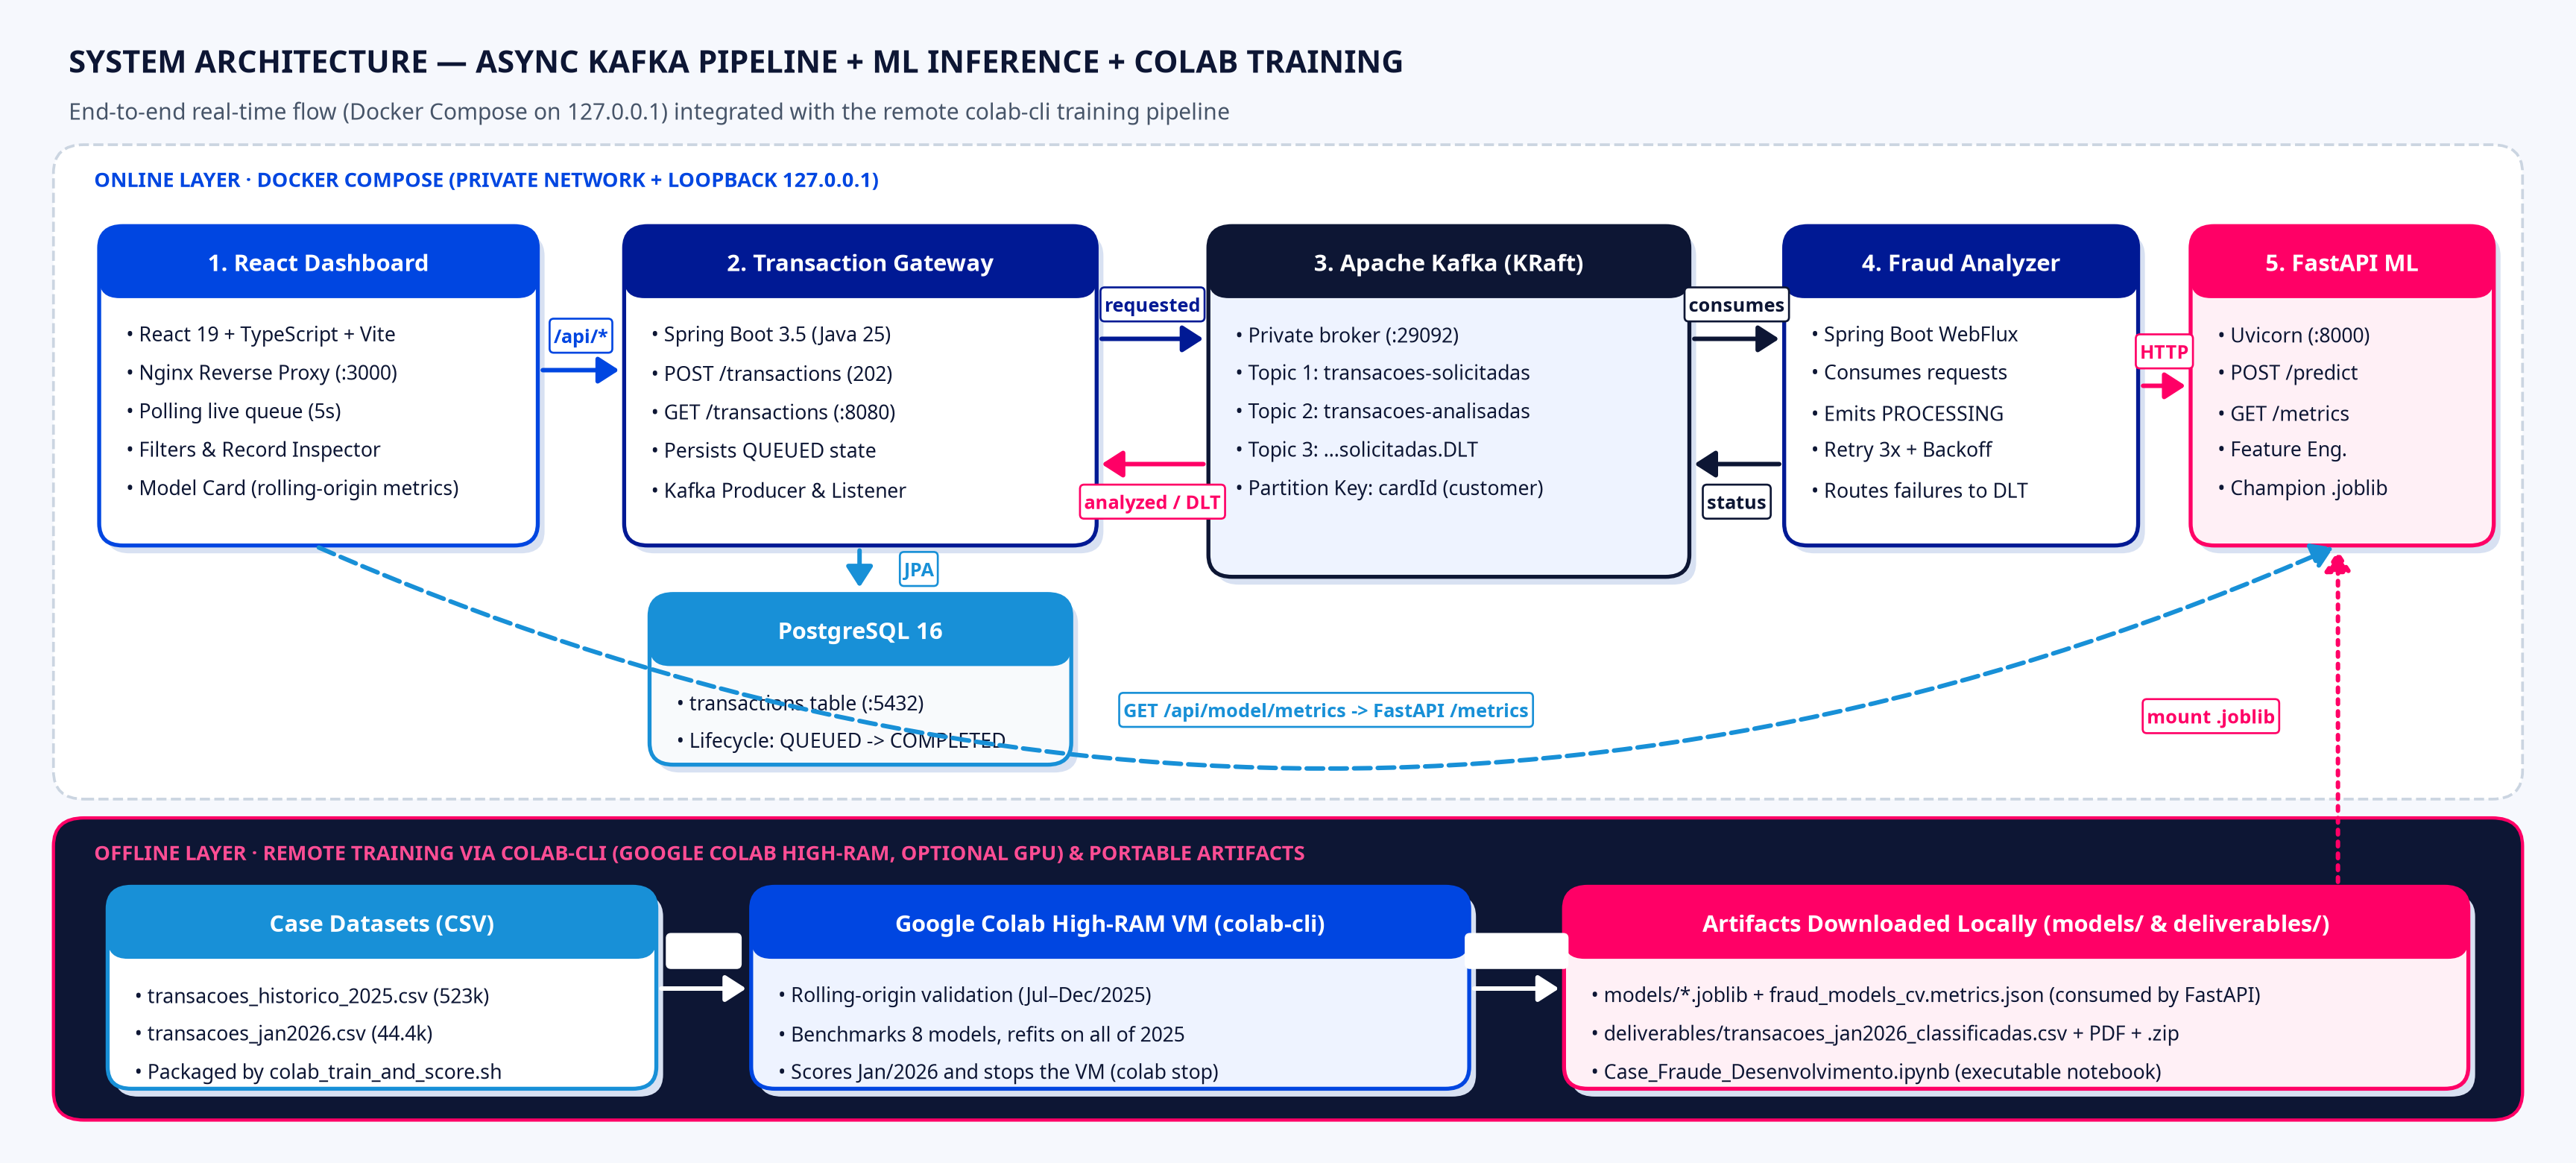 SYSTEM ARCHITECTURE — ASYNC KAFKA PIPELINE + ML INFERENCE + COLAB TRAINING
End-to-end real-time flow (Docker Compose on 127.0.0.1) integrated with the remote colab-cli training pipeline
ONLINE LAYER · DOCKER COMPOSE (PRIVATE NETWORK + LOOPBACK 127.0.0.1)
1. React Dashboard
• React 19 + TypeScript + Vite
• Nginx Reverse Proxy (:3000)
• Polling live queue (5s)
• Filters & Record Inspector
• Model Card (rolling-origin metrics)
/api/*
2. Transaction Gateway
• Spring Boot 3.5 (Java 25)
• POST /transactions (202)
• GET /transactions (:8080)
• Persists QUEUED state
• Kafka Producer & Listener
requested
analyzed / DLT
3. Apache Kafka (KRaft)
• Private broker (:29092)
• Topic 1: transacoes-solicitadas
• Topic 2: transacoes-analisadas
• Topic 3: ...solicitadas.DLT
• Partition Key: cardId (customer)
consumes
status
4. Fraud Analyzer
• Spring Boot WebFlux
• Consumes requests
• Emits PROCESSING
• Retry 3x + Backoff
• Routes failures to DLT
HTTP
5. FastAPI ML
• Uvicorn (:8000)
• POST /predict
• GET /metrics
• Feature Eng.
• Champion .joblib
JPA
PostgreSQL 16
• transactions table (:5432)
• Lifecycle: QUEUED -> COMPLETED
GET /api/model/metrics -> FastAPI /metrics
mount .joblib
OFFLINE LAYER · REMOTE TRAINING VIA COLAB-CLI (GOOGLE COLAB HIGH-RAM, OPTIONAL GPU) & PORTABLE ARTIFACTS
Case Datasets (CSV)
• transacoes_historico_2025.csv (523k)
• transacoes_jan2026.csv (44.4k)
• Packaged by colab_train_and_score.sh
Google Colab High-RAM VM (colab-cli)
• Rolling-origin validation (Jul–Dec/2025)
• Benchmarks 8 models, refits on all of 2025
• Scores Jan/2026 and stops the VM (colab stop)
Artifacts Downloaded Locally (models/ & deliverables/)
• models/*.joblib + fraud_models_cv.metrics.json (consumed by FastAPI)
• deliverables/transacoes_jan2026_classificadas.csv + PDF + .zip
• Case_Fraude_Desenvolvimento.ipynb (executable notebook)